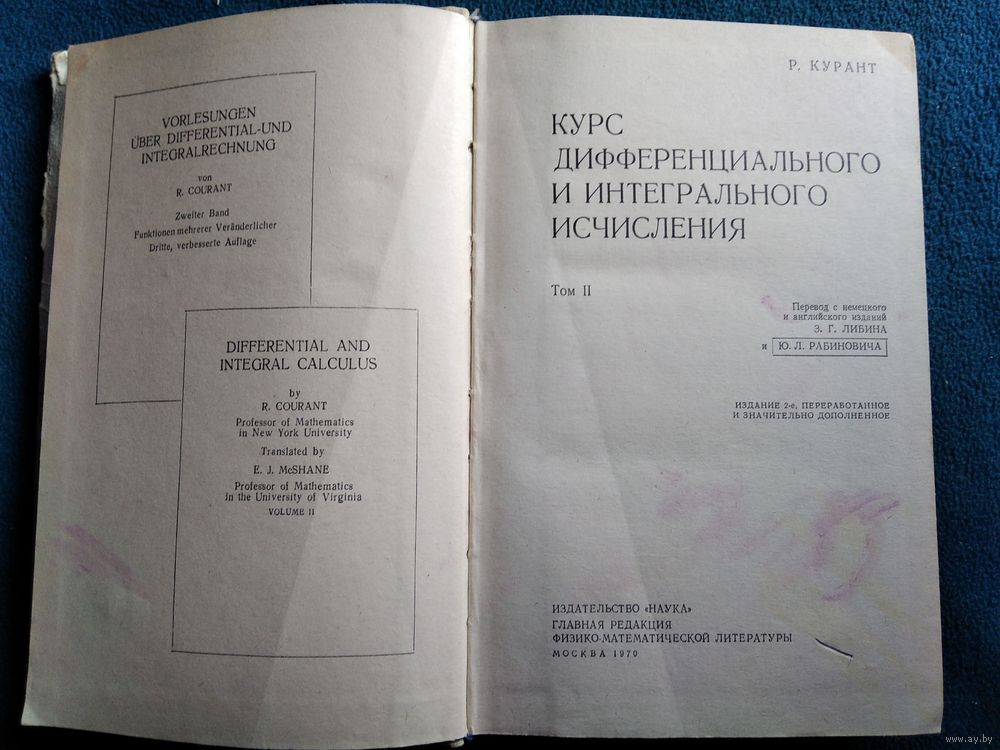 VORLESUNGEN
ÜBER DIFFERENTIAL-UND
INTEGRALRECHNUNG
von
R. COURANT
Zweiter Band
Funktionen mehrerer Veränderlicher
Dritte, verbesserte Auflage
DIFFERENTIAL AND
INTEGRAL CALCULUS
by
R. COURANT
Professor of Mathematics
in New York University
Translated by
E. J. McSHANE
Professor of Mathematics
in the University of Virginia
VOLUME II
Р. КУРАНТ
КУРС
ДИФФЕРЕНЦИАЛЬНОГО
И ИНТЕГРАЛЬНОГО
ИСЧИСЛЕНИЯ
Том II
Перевод с немецкого
и английского изданий
З. Г. ЛИБИНА
и Ю. Л. РАБИНОВИЧА
ИЗДАНИЕ 2-е, ПЕРЕРАБОТАННОЕ
И ЗНАЧИТЕЛЬНО ДОПОЛНЕННОЕ
ИЗДАТЕЛЬСТВО «НАУКА»
ГЛАВНАЯ РЕДАКЦИЯ
ФИЗИКО-МАТЕМАТИЧЕСКОЙ ЛИТЕРАТУРЫ
МОСКВА 1970
www.ay.by